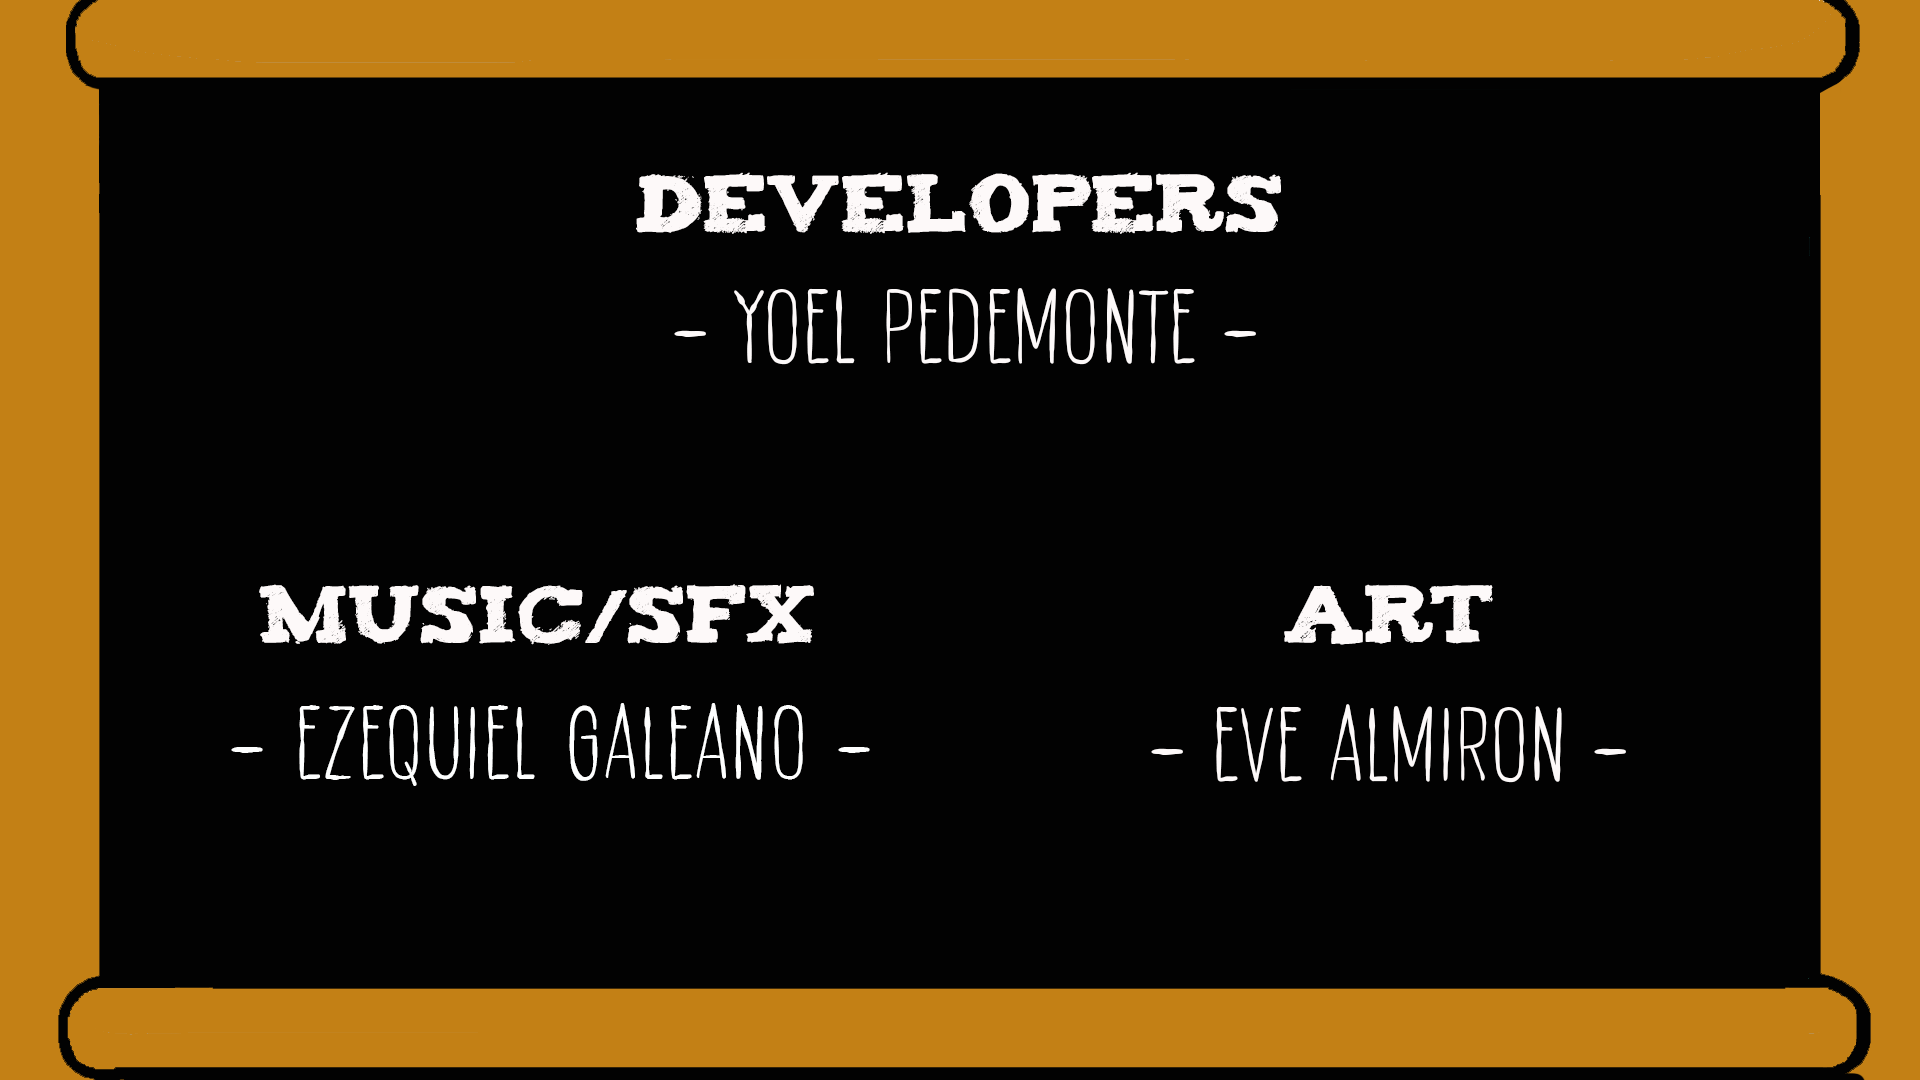 DEVELOPERS
- YOEL PEDEMONTE -
MUSIC/SFX
- EZEQUIEL GALEANO -
ART
- EVE ALMIRON -